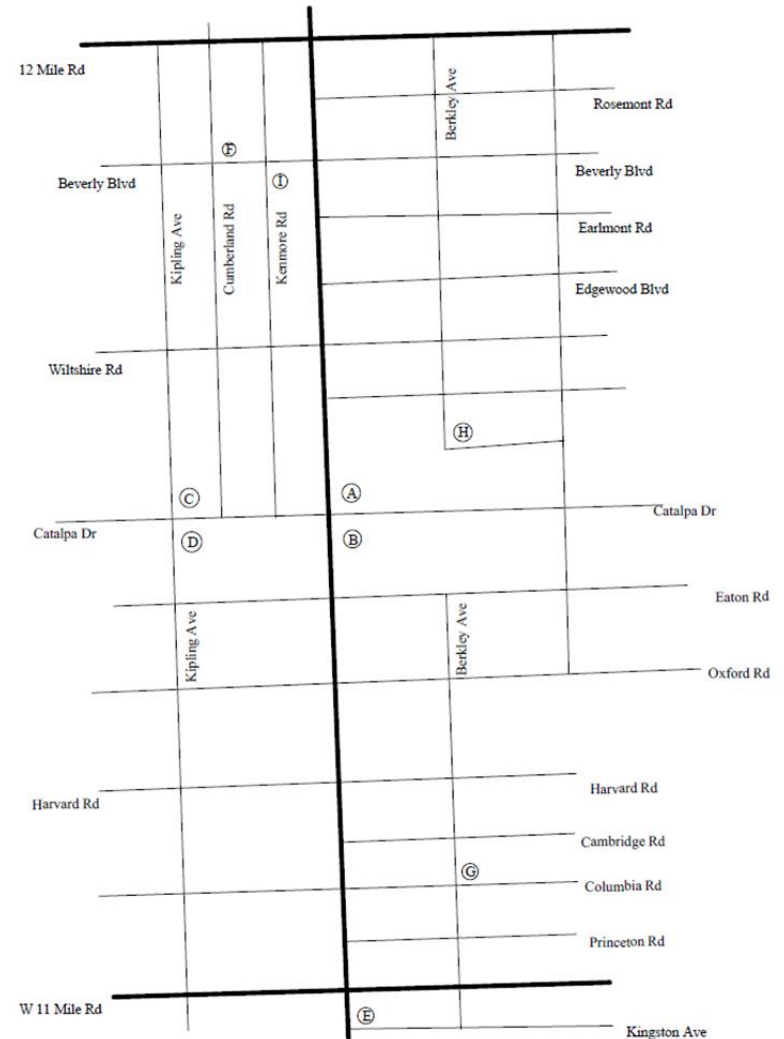 12 Mile Rd
Berkley Ave
Rosemont Rd
F
Beverly Blvd
I
Beverly Blvd
Kipling Ave
Cumberland Rd
Kenmore Rd
Earlmont Rd
Edgewood Blvd
Wiltshire Rd
H
C
A
Catalpa Dr
Catalpa Dr
D
B
Eaton Rd
Kipling Ave
Berkley Ave
Oxford Rd
Harvard Rd
Harvard Rd
Cambridge Rd
G
Columbia Rd
Princeton Rd
W 11 Mile Rd
E
Kingston Ave